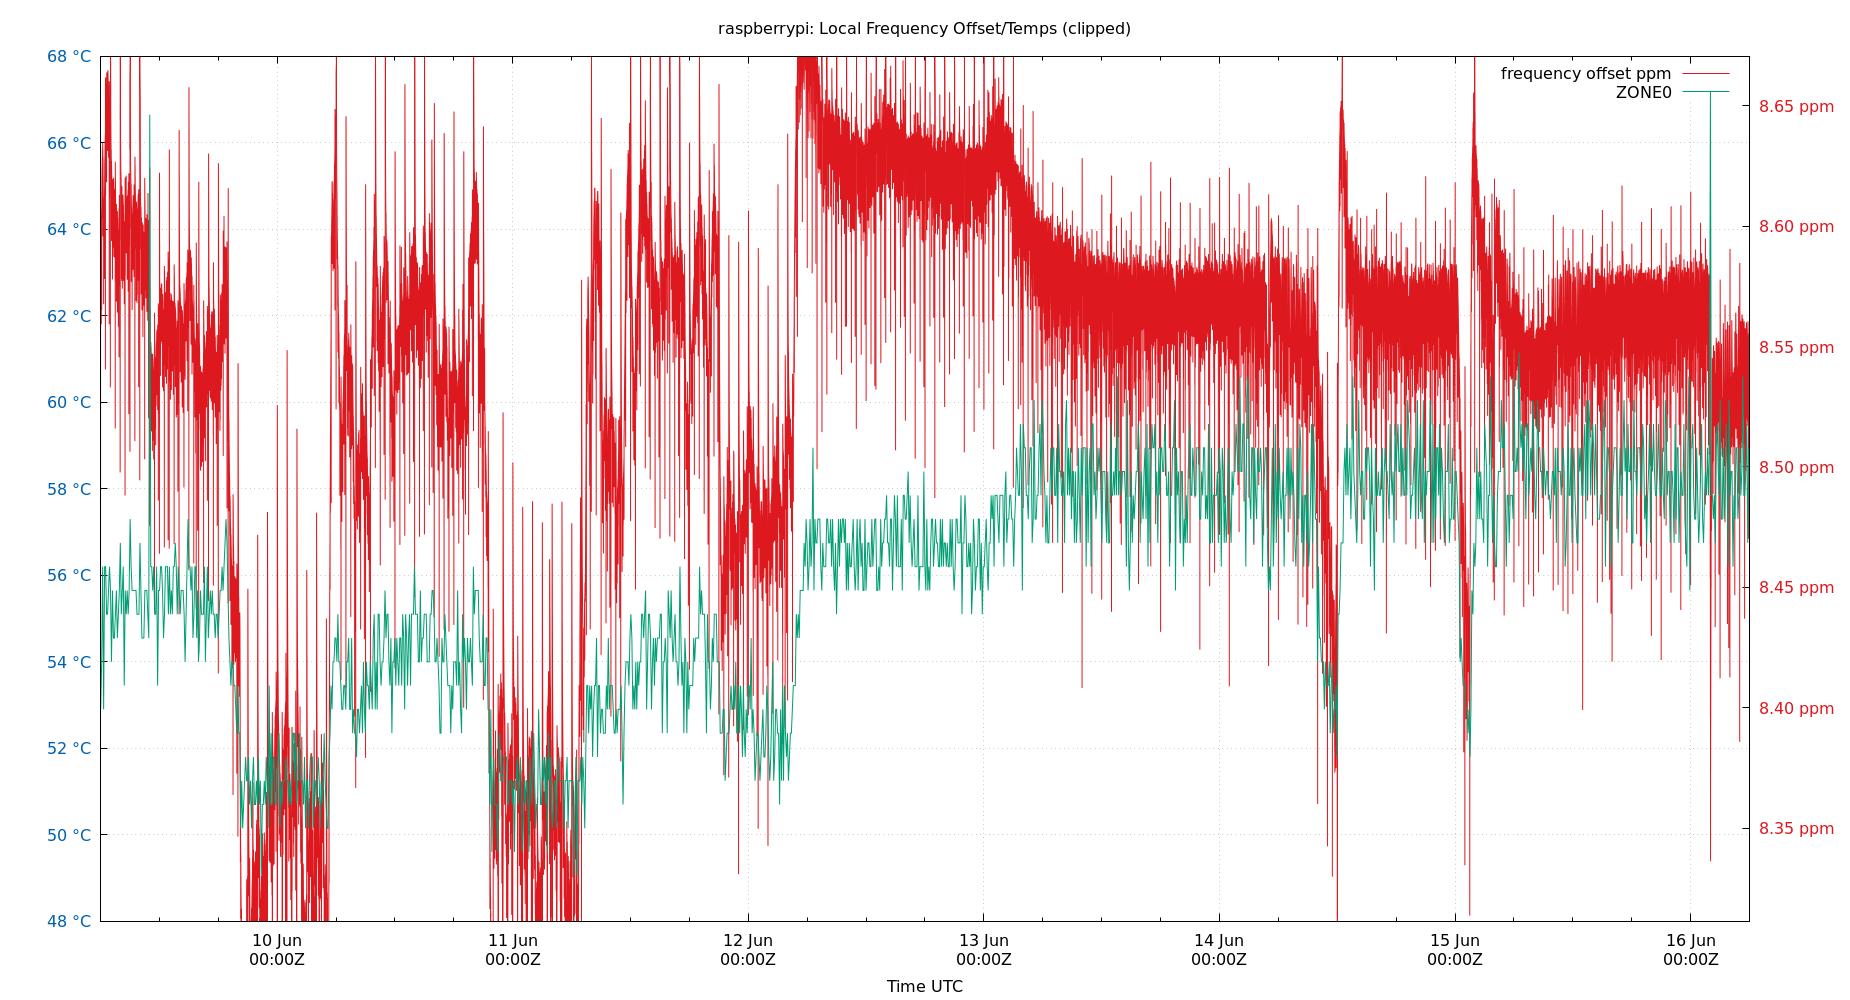 raspberrypi: Local Frequency Offset/Temps (clipped)
68 °C
66 °C
64 °C
62 °C
60 °C
58 °C
56 °C
54 °C
52 °C
50 °C
48 °C
frequency offset ppm
ZONE0
8.65 ppm
8.60 ppm
8.55 ppm
8.50 ppm
8.45 ppm
8.40 ppm
8.35 ppm
10 Jun
00:00Z
11 Jun
00:00Z
12 Jun
00:00Z
13 Jun
00:00Z
14 Jun
00:00Z
15 Jun
00:00Z
16 Jun
00:00Z
Time UTC